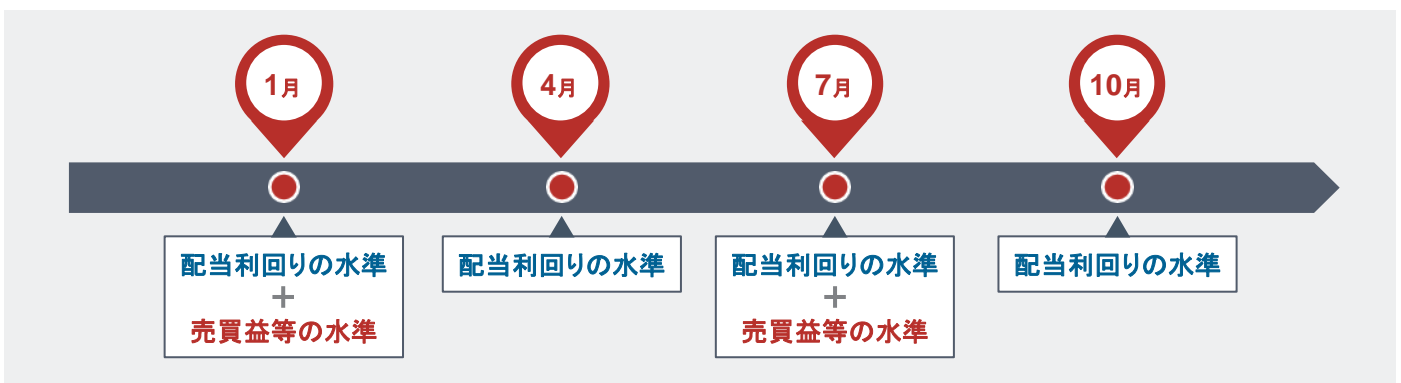 1月
4月
7月
10月
配当利回りの水準
+
売買益等の水準
配当利回りの水準
配当利回りの水準
+
売買益等の水準
配当利回りの水準